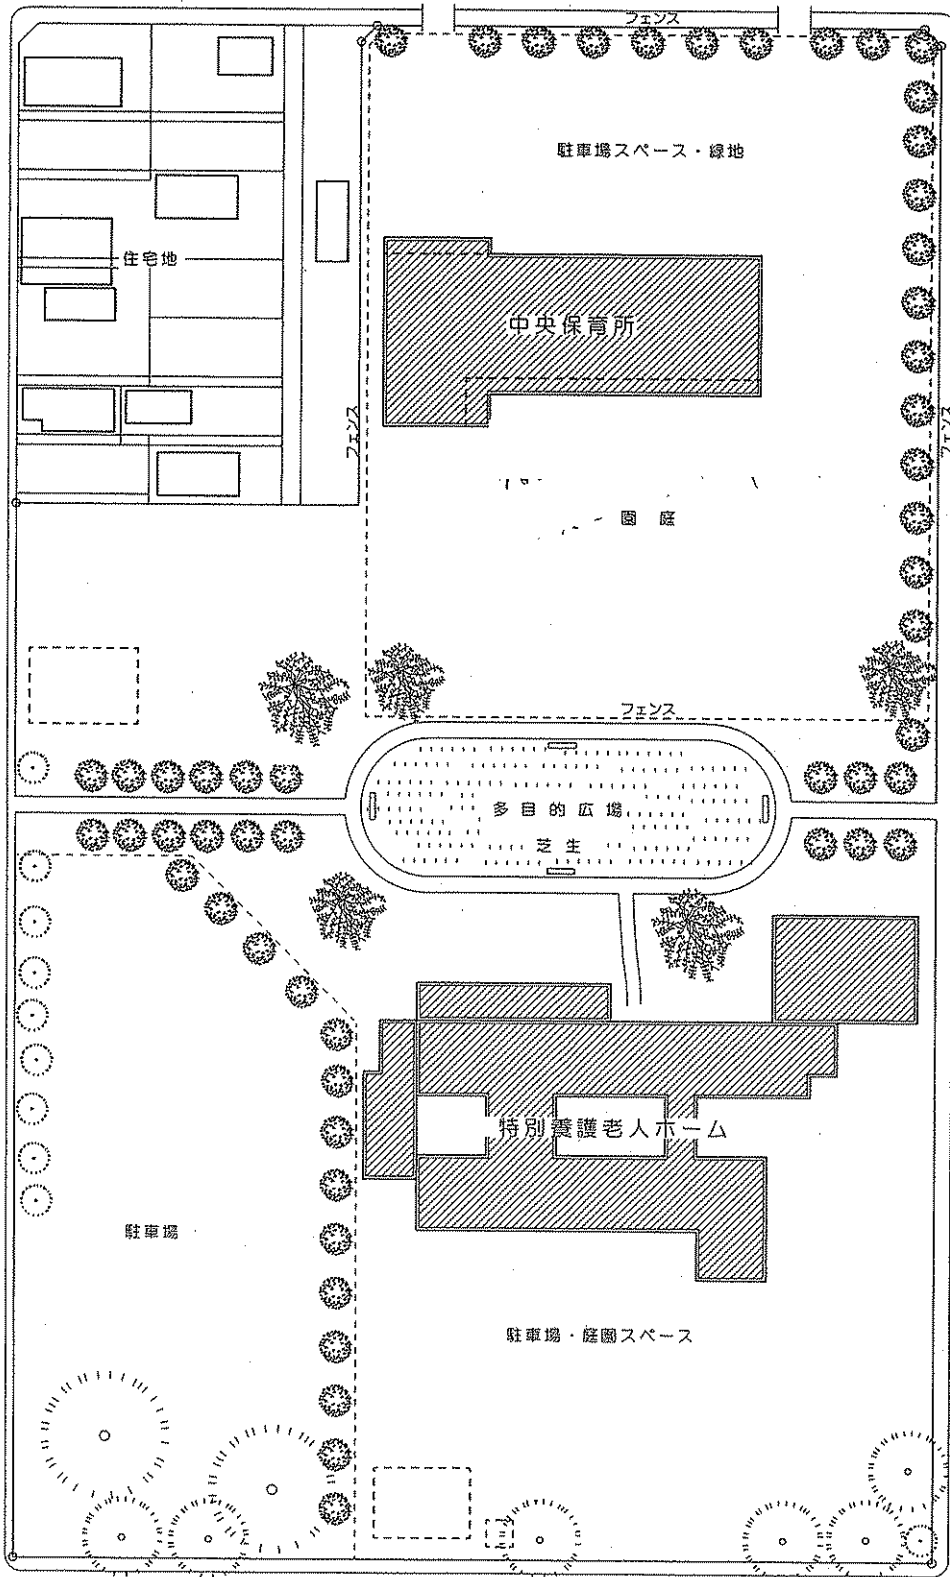 フェンス
駐車場スペース・緑地
住宅地
中央保育所
フェンス
フェンス
園 庭
フェンス
多目的広場
芝生
特別養護老人ホーム
駐車場
駐車場・庭園スペース